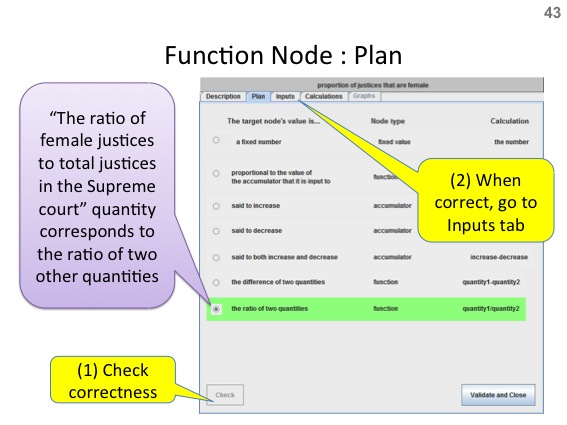 43
Function Node : Plan
“The ratio of
female justices
to total justices
in the Supreme
court” quantity
corresponds to
the ratio of two
other quantities
proportion of justices that are female
Description Plan Inputs Calculations Graphs
The target node's value is... Node type Calculation
a fixed number fixed value the number
proportional to the value of
the accumulator that it is input to
said to increase accumulator
said to decrease accumulator
said to both increase and decrease accumulator increase-decrease
the difference of two quantities function quantity1-quantity2
the ratio of two quantities function quantity1/quantity2
(2) When
correct, go to
Inputs tab
(1) Check
correctness
Check
Validate and Close